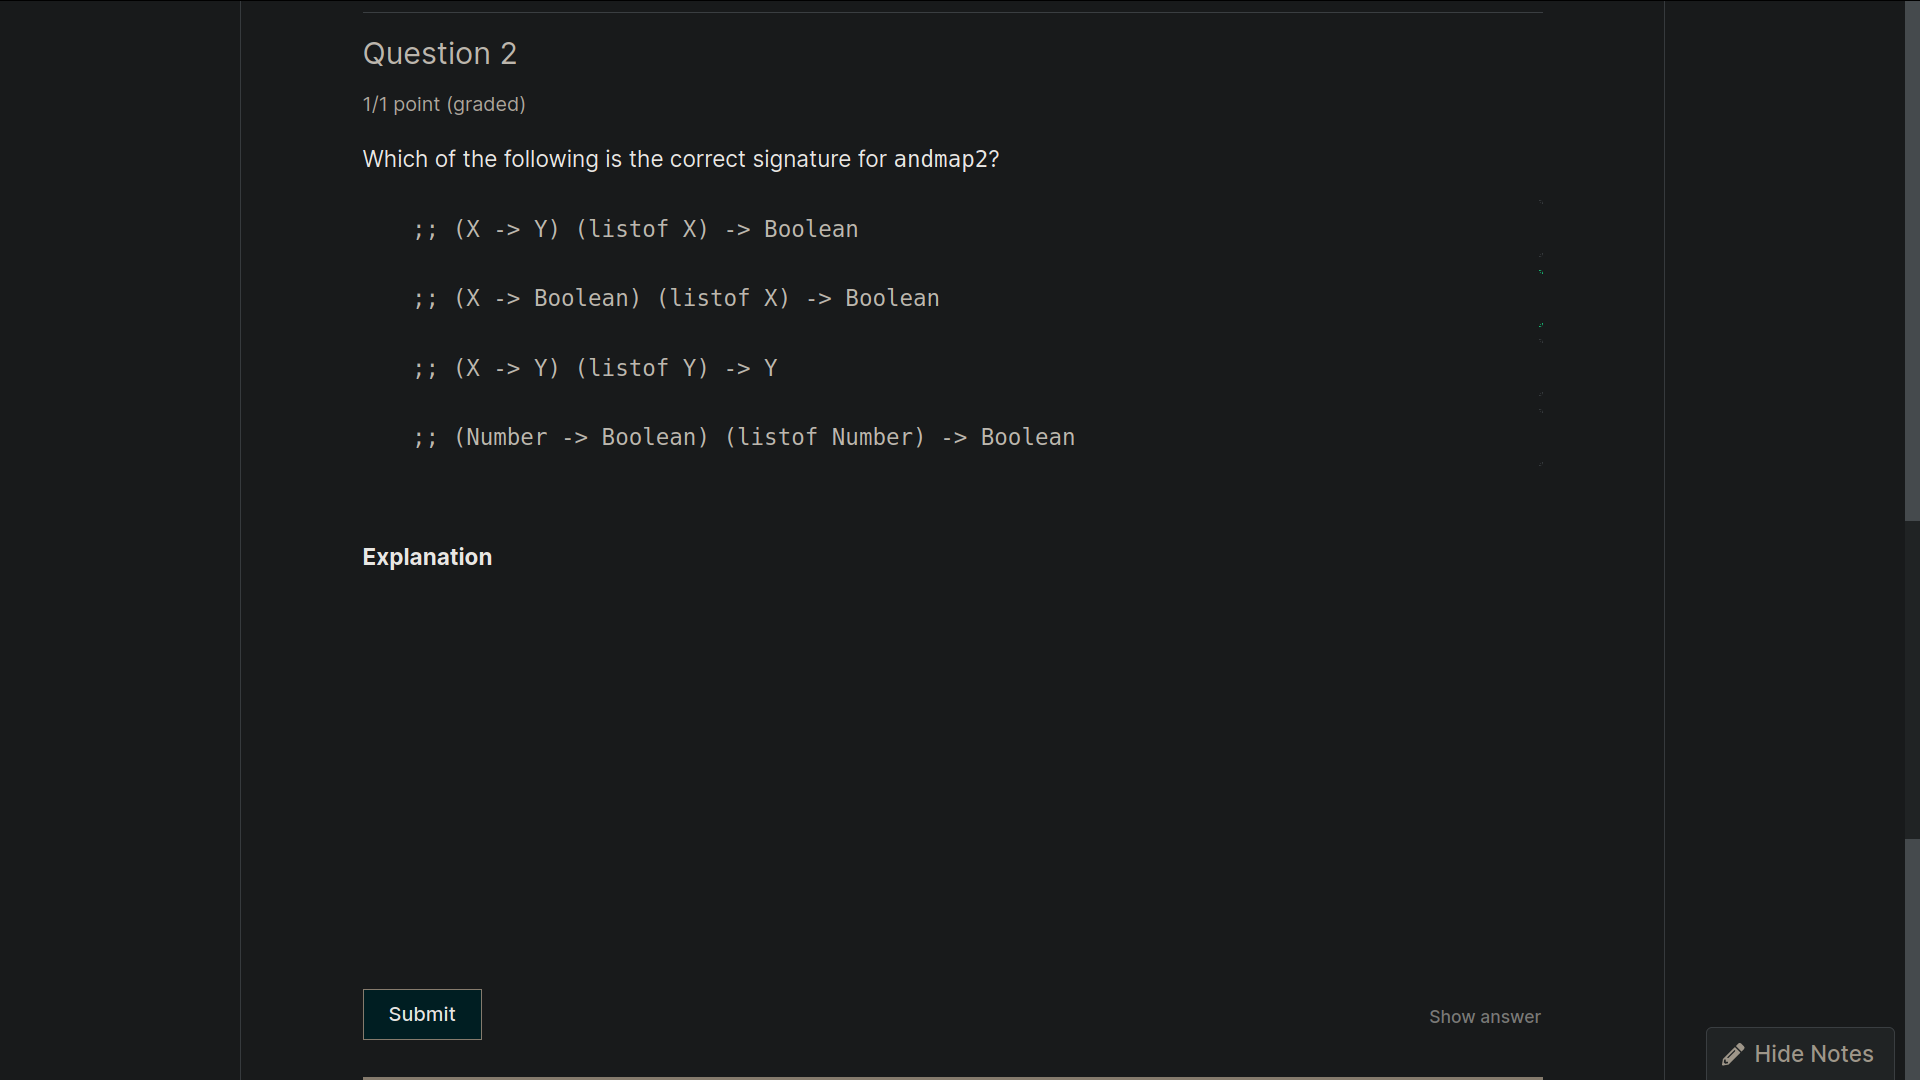 Question 2
1/1 point (graded)
Which of the following is the correct signature for andmap2?
;; (X -> Y) (listof X) -> Boolean
;; (X -> Boolean) (listof X) -> Boolean
;; (X -> Y) (listof Y) -> Y
;; (Number -> Boolean) (listof Number) -> Boolean
Explanation
Submit
Show answer
Hide Notes